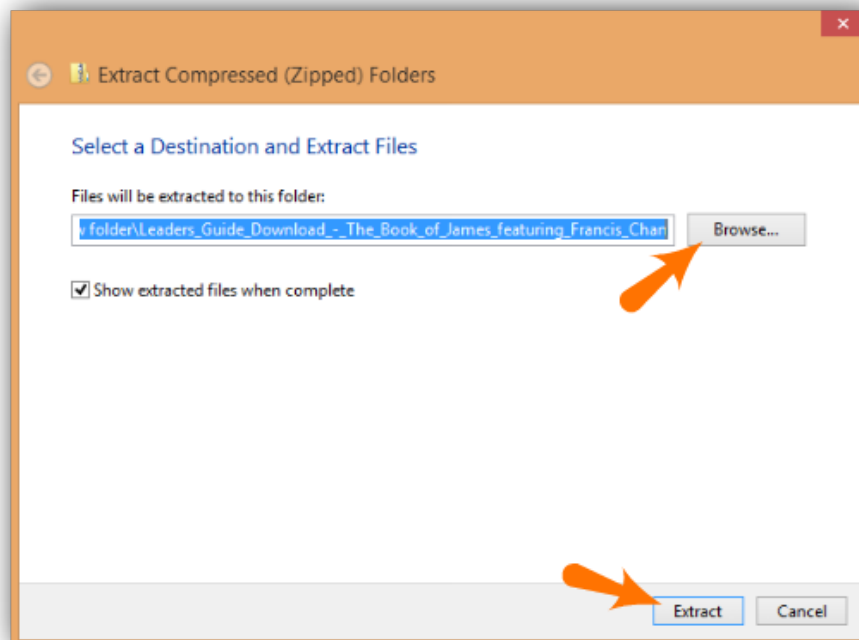 Extract Compressed (Zipped) Folders
Select a Destination and Extract Files
Files will be extracted to this folder:
folder\Leaders_Guide_Download_-_The_Book_of_James_featuring_Francis_Chan
Browse...
Show extracted files when complete
Extract
Cancel